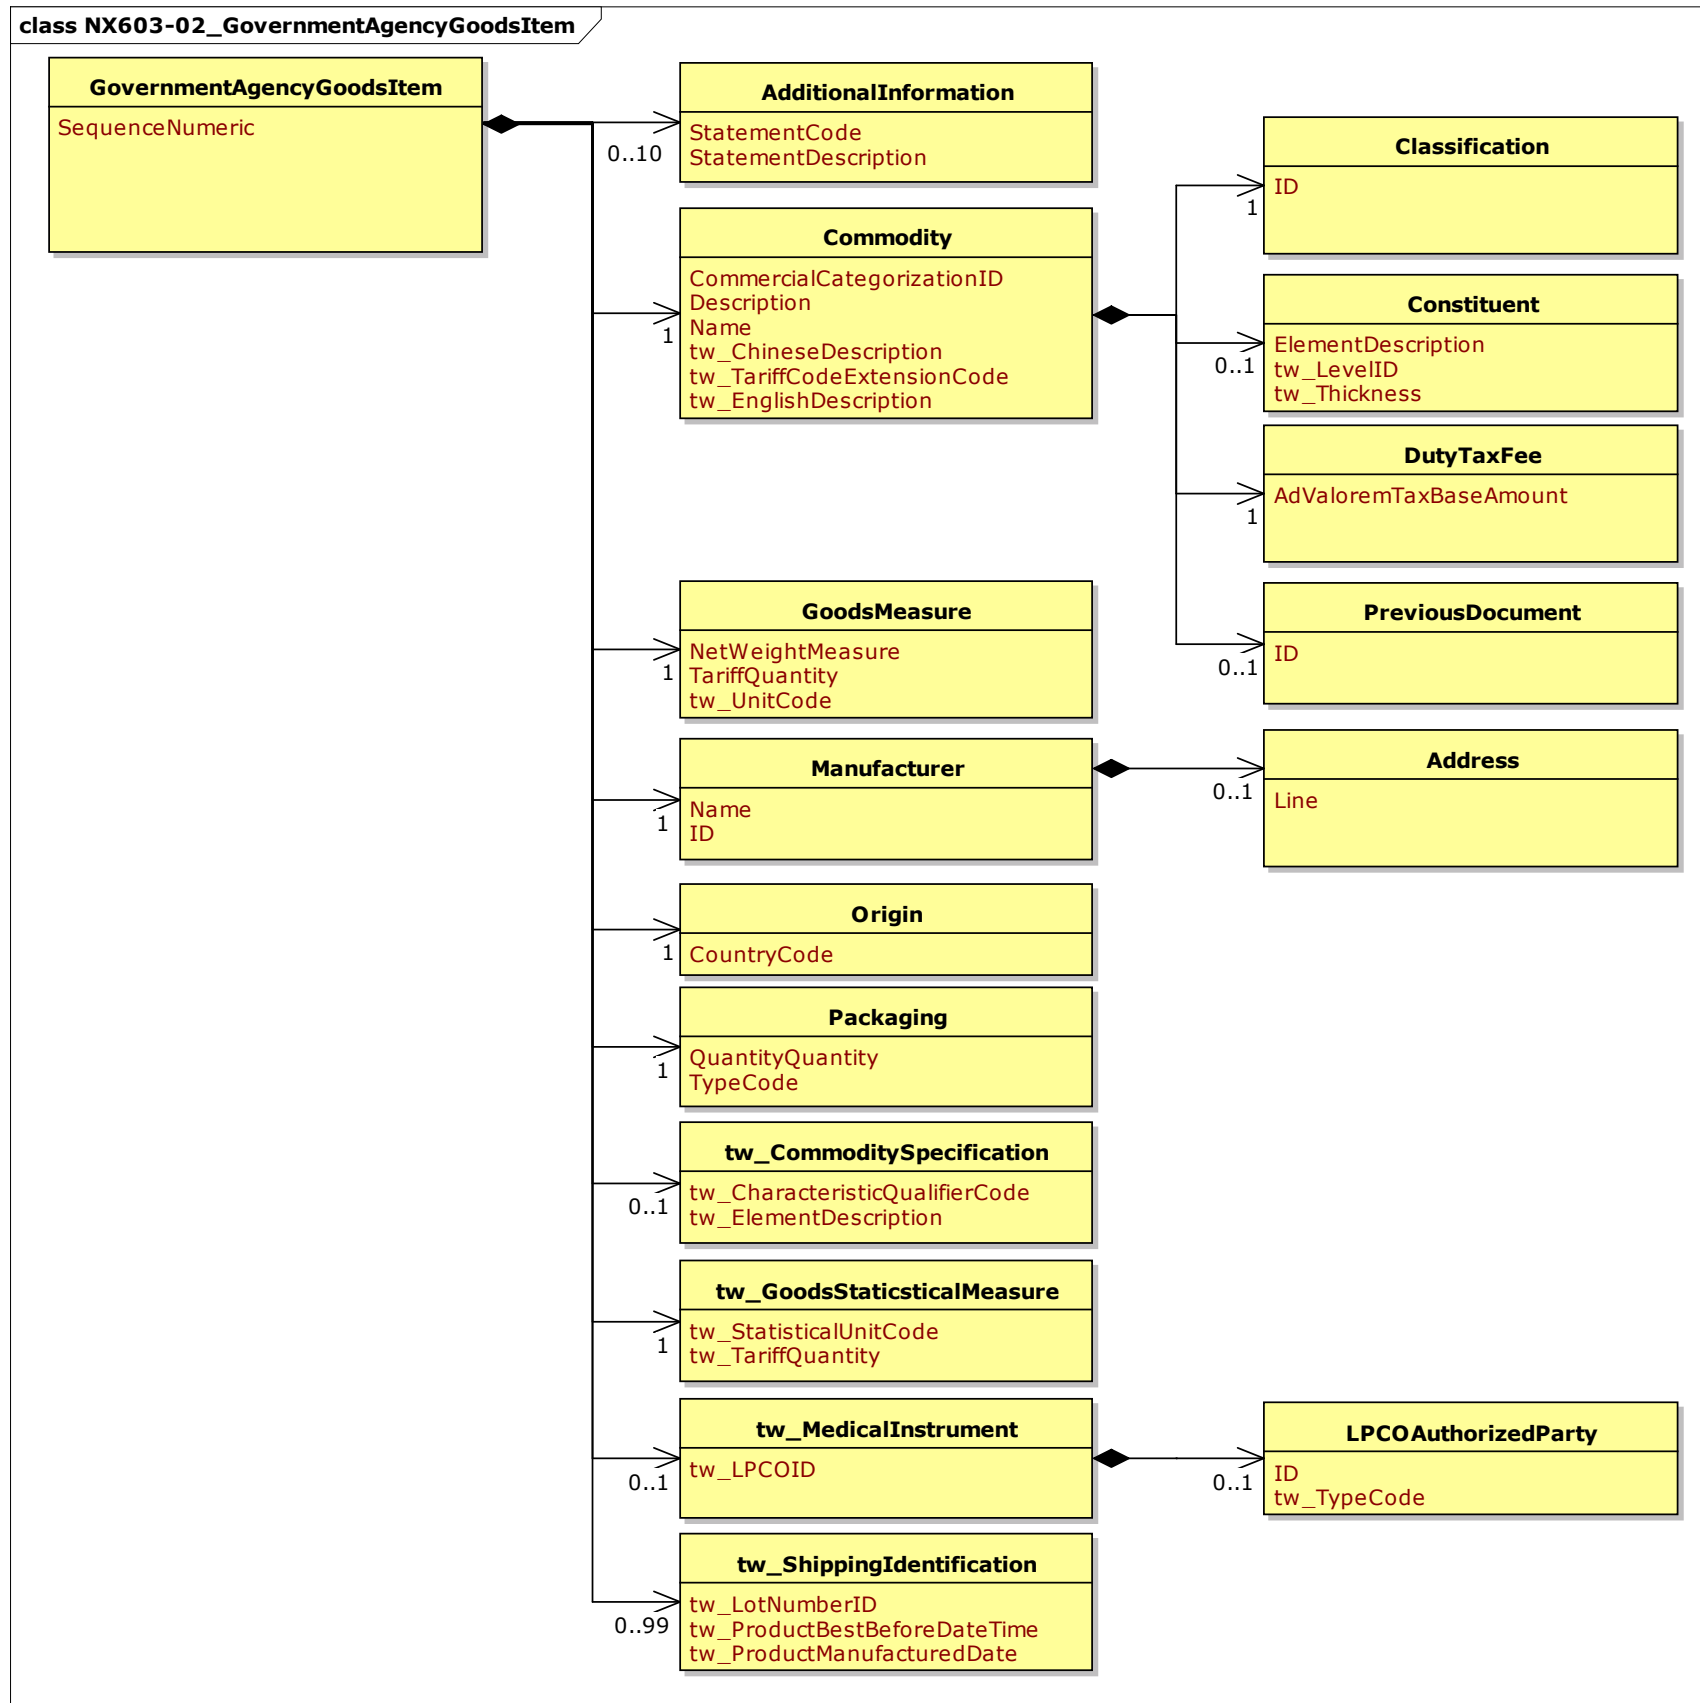 class NX603-02_GovernmentAgencyGoodsItem
GovernmentAgencyGoodsItem
SequenceNumeric
AdditionalInformation
StatementCode
StatementDescription
0..10
Commodity
CommercialCategorizationID
Description
Name
tw_ChineseDescription
tw_TariffCodeExtensionCode
tw_EnglishDescription
1
Classification
ID
1
Constituent
ElementDescription
tw_LevelID
tw_Thickness
0..1
DutyTaxFee
AdValoremTaxBaseAmount
1
PreviousDocument
ID
0..1
GoodsMeasure
NetWeightMeasure
TariffQuantity
tw_UnitCode
1
Manufacturer
Name
ID
1
Address
Line
0..1
Origin
CountryCode
1
Packaging
QuantityQuantity
TypeCode
1
tw_CommoditySpecification
tw_CharacteristicQualifierCode
tw_ElementDescription
0..1
tw_GoodsStaticsticalMeasure
tw_StatisticalUnitCode
tw_TariffQuantity
1
tw_MedicalInstrument
tw_LPCOID
0..1
LPCOAuthorizedParty
ID
tw_TypeCode
0..1
tw_ShippingIdentification
tw_LotNumberID
tw_ProductBestBeforeDateTime
tw_ProductManufacturedDate
0..99